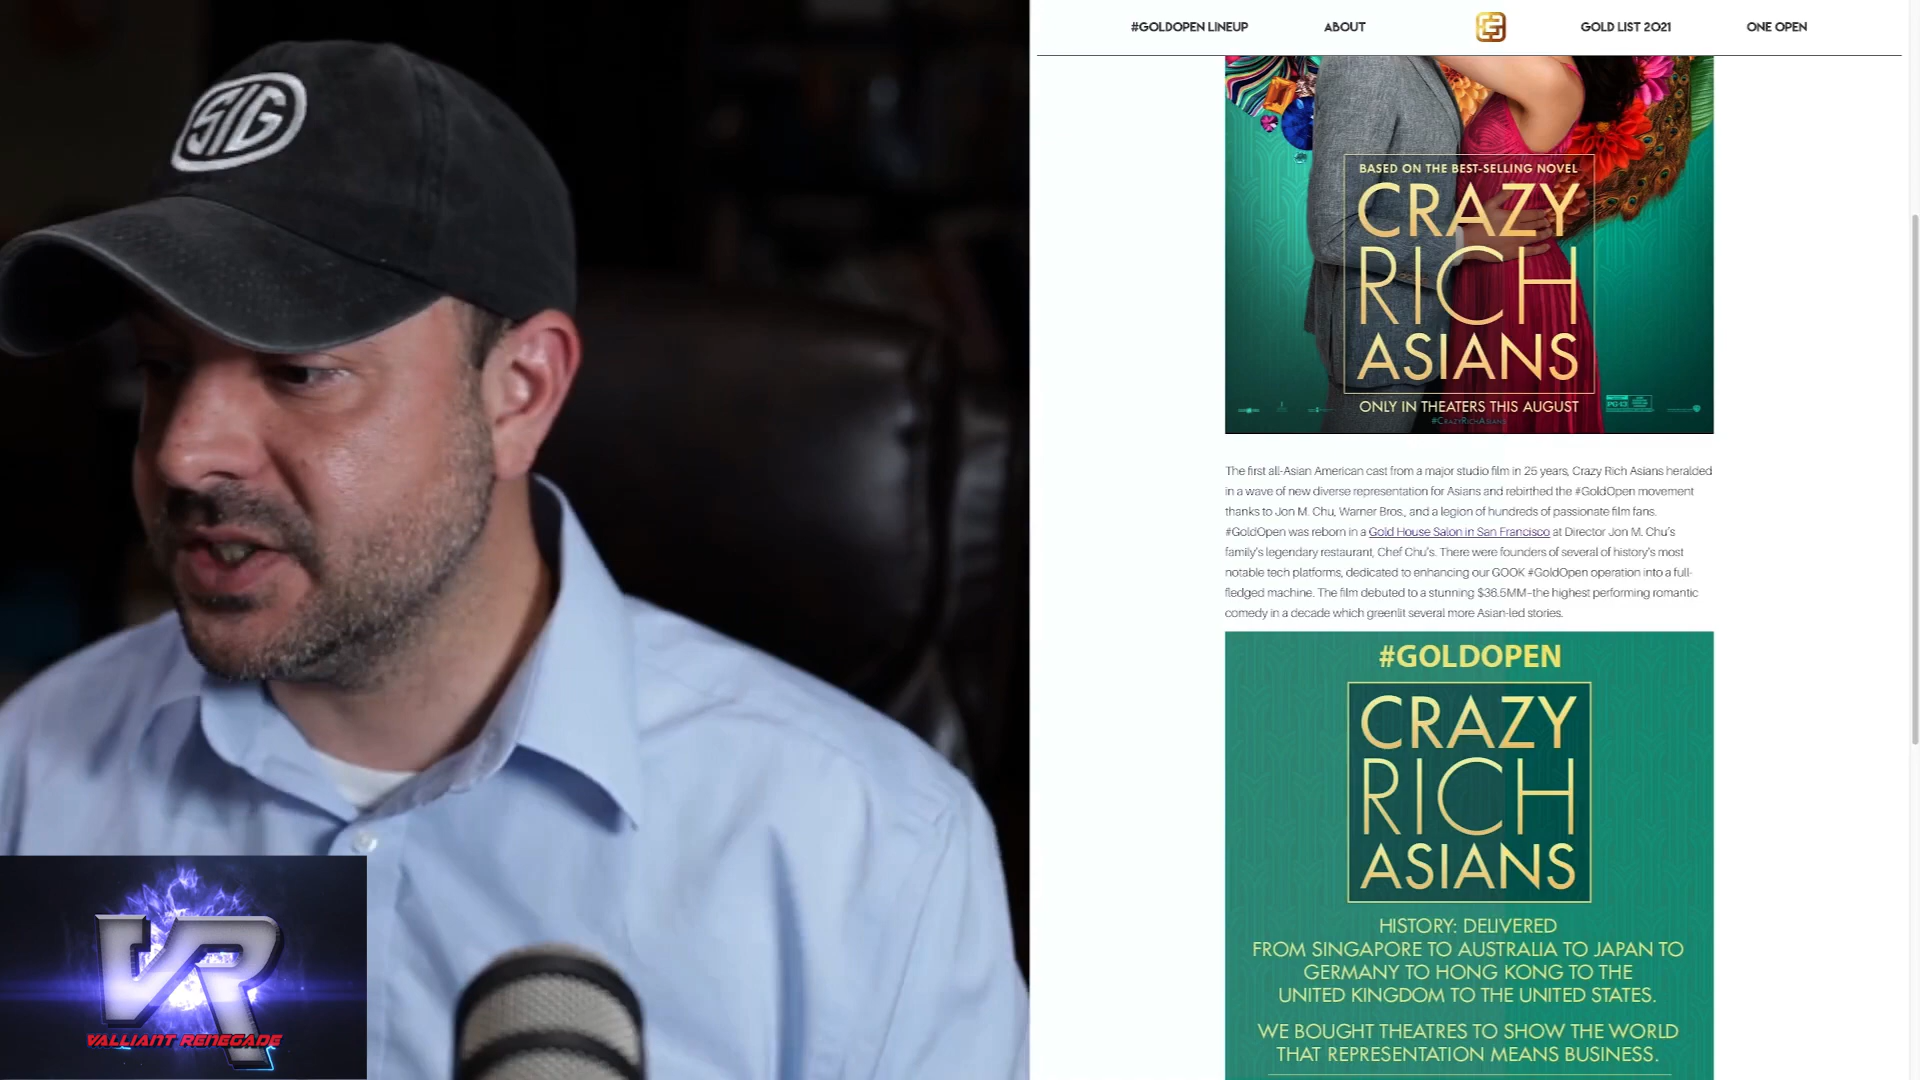 SIG
VR
VALLIANT RENEGADE
#GOLDOPEN LINEUP ABOUT GOLD LIST 2021 ONE OPEN
BASED ON THE BEST-SELLING NOVEL
CRAZY
RICH
ASIANS
ONLY IN THEATERS THIS AUGUST
#CRAZYRICHASIANS
PG-13
The first all-Asian American cast from a major studio film in 25 years, Crazy Rich Asians heralded
in a wave of new diverse representation for Asians and rebirthed the #GoldOpen movement
thanks to Jon M. Chu, Warner Bros., and a legion of hundreds of passionate film fans.
#GoldOpen was reborn in a Gold House Salon in San Francisco at Director Jon M. Chu's
family's legendary restaurant, Chef Chu's. There were founders of several of history's most
notable tech platforms, dedicated to enhancing our GOOK #GoldOpen operation into a full-
fledged machine. The film debuted to a stunning $36.5MM–the highest performing romantic
comedy in a decade which greenlit several more Asian-led stories.
#GOLDOPEN
CRAZY
RICH
ASIANS
HISTORY: DELIVERED
FROM SINGAPORE TO AUSTRALIA TO JAPAN TO
GERMANY TO HONG KONG TO THE
UNITED KINGDOM TO THE UNITED STATES.
WE BOUGHT THEATRES TO SHOW THE WORLD
THAT REPRESENTATION MEANS BUSINESS.